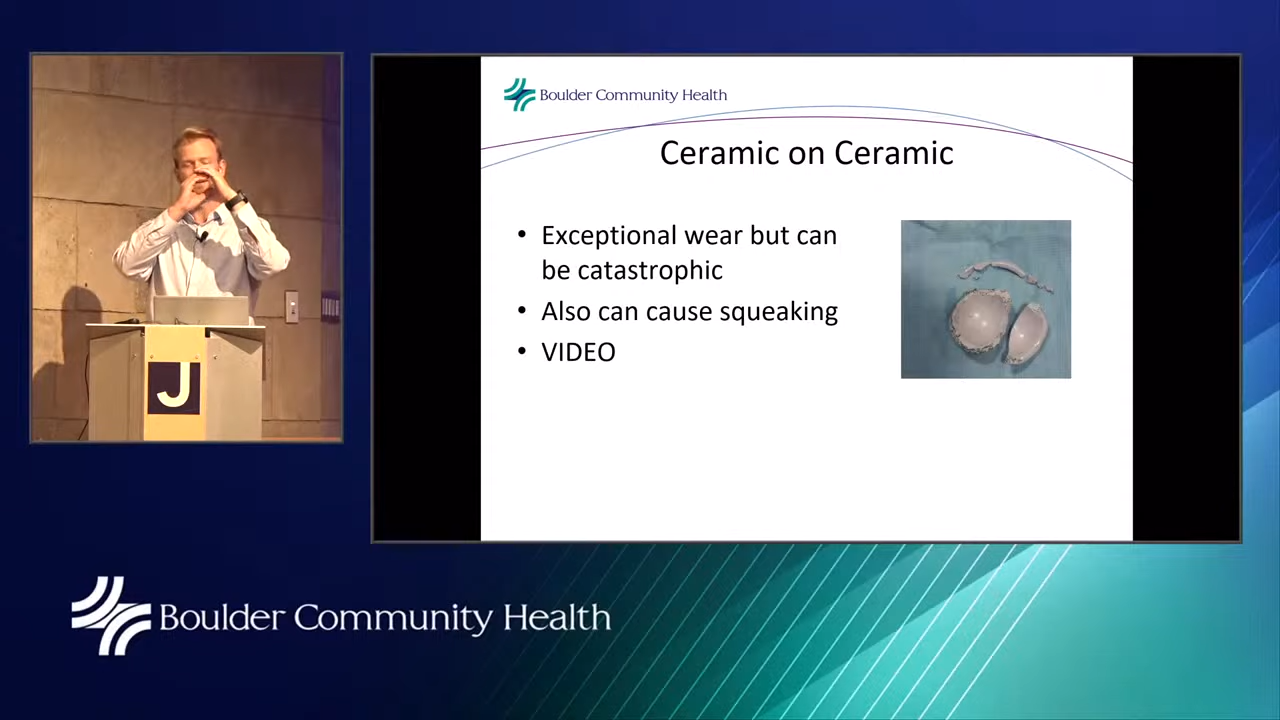 Boulder Community Health
Ceramic on Ceramic
• Exceptional wear but can
be catastrophic
• Also can cause squeaking
• VIDEO
J
Boulder Community Health